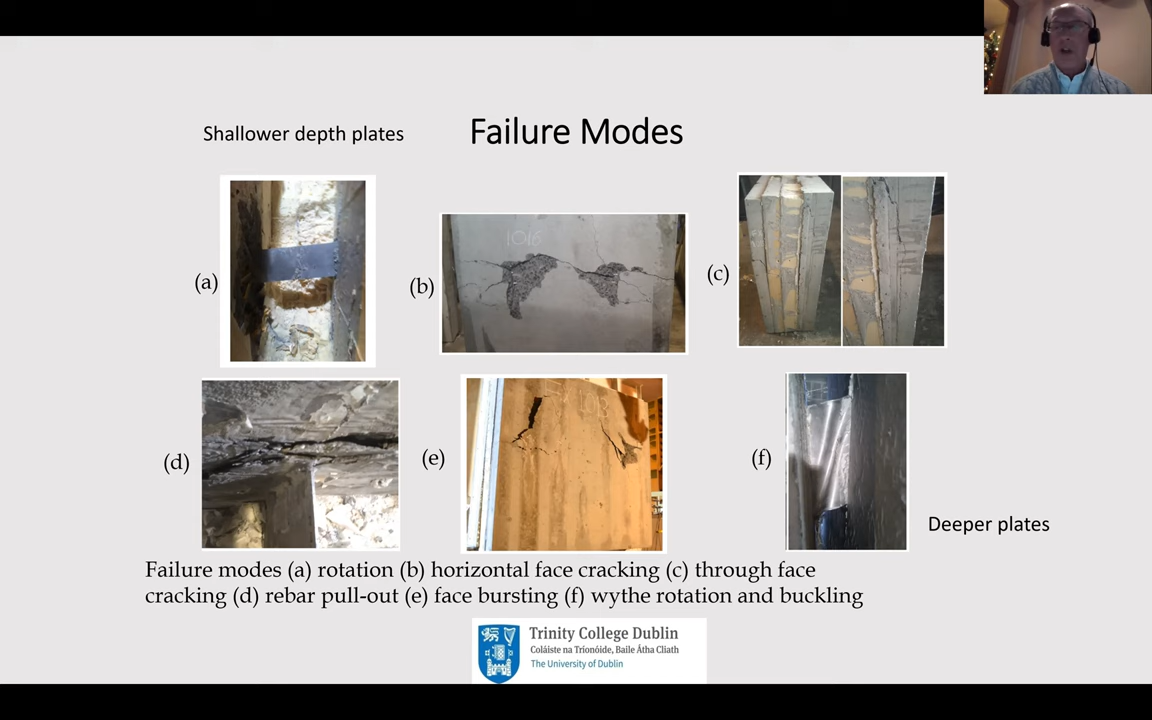 Shallower depth plates
Failure Modes
(a)
(b)
1016
(c)
(d)
(e)
103
(f)
Deeper plates
Failure modes (a) rotation (b) horizontal face cracking (c) through face
cracking (d) rebar pull-out (e) face bursting (f) wythe rotation and buckling
Trinity College Dublin
Coláiste na Tríonóide, Baile Átha Cliath
The University of Dublin